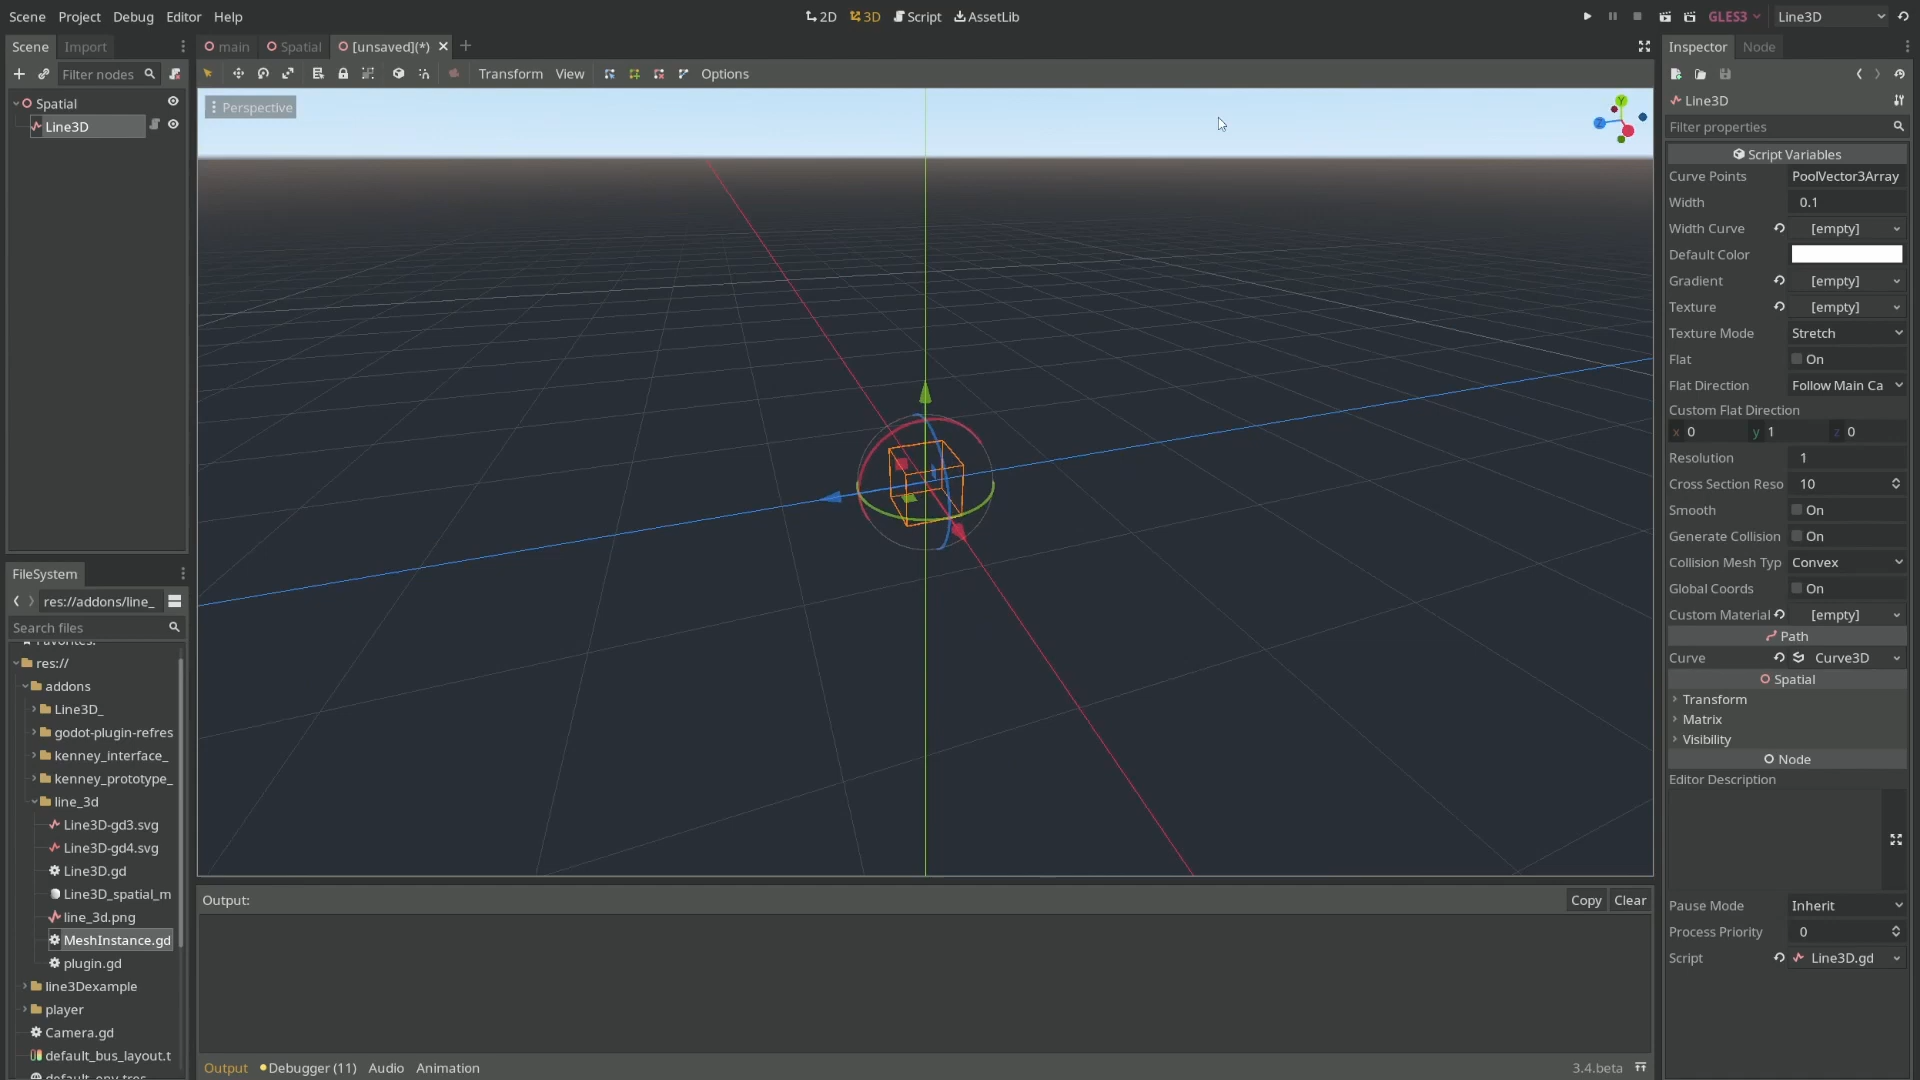 Scene Project Debug Editor Help
2D 3D Script AssetLib
GLES3 Line3D
Scene Import
Filter nodes
Spatial
Line3D
main Spatial [unsaved](*)
Transform View Options
Perspective
Y
Z
FileSystem
res://addons/line_
Search files
res://
addons
Line3D_
godot-plugin-refres
kenney_interface_
kenney_prototype_
line_3d
Line3D-gd3.svg
Line3D-gd4.svg
Line3D.gd
Line3D_spatial_m
line_3d.png
MeshInstance.gd
plugin.gd
line3Dexample
player
Camera.gd
default_bus_layout.t
Output: Copy Clear
Output Debugger (11) Audio Animation 3.4.beta
Inspector Node
Line3D
Filter properties
Script Variables
Curve Points PoolVector3Array
Width 0.1
Width Curve [empty]
Default Color
Gradient [empty]
Texture [empty]
Texture Mode Stretch
Flat On
Flat Direction Follow Main Ca
Custom Flat Direction
x 0 y 1 z 0
Resolution 1
Cross Section Reso 10
Smooth On
Generate Collision On
Collision Mesh Typ Convex
Global Coords On
Custom Material [empty]
Path
Curve Curve3D
Spatial
Transform
Matrix
Visibility
Node
Editor Description
Pause Mode Inherit
Process Priority 0
Script Line3D.gd